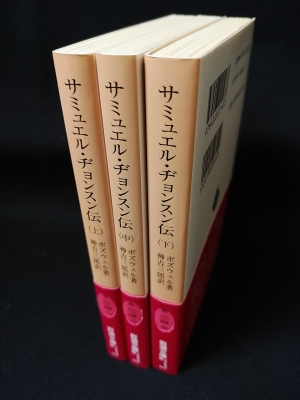 サミュエル・ヂョンスン伝
(上)
ボズウェル著
神吉三郎訳
サミュエル・ヂョンスン伝
(中)
ボズウェル著
神吉三郎訳
サミュエル・ヂョンスン伝
(下)
ボズウェル著
神吉三郎訳